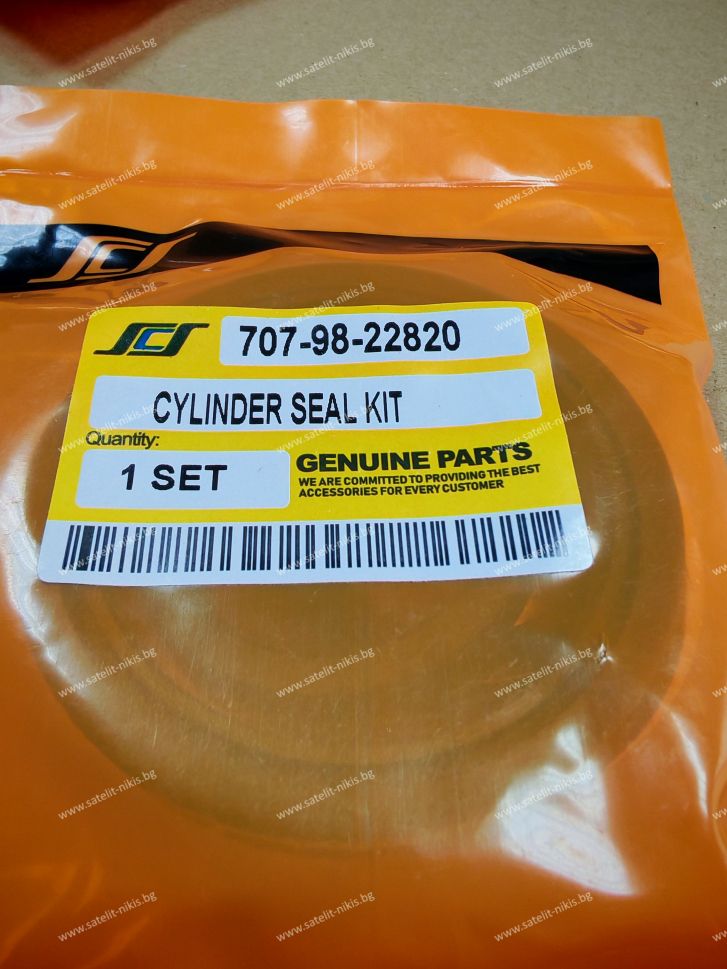 SCS
SCS
707-98-22820
CYLINDER SEAL KIT
Quantity:
1 SET
GENUINE PARTS
WE ARE COMMITTED TO PROVIDING THE BEST
ACCESSORIES FOR EVERY CUSTOMER
www.satelit-nikis.bg